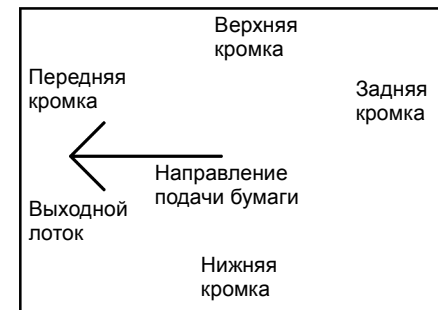 Верхняя
кромка
Передняя
кромка
Задняя
кромка
Направление
подачи бумаги
Выходной
лоток
Нижняя
кромка